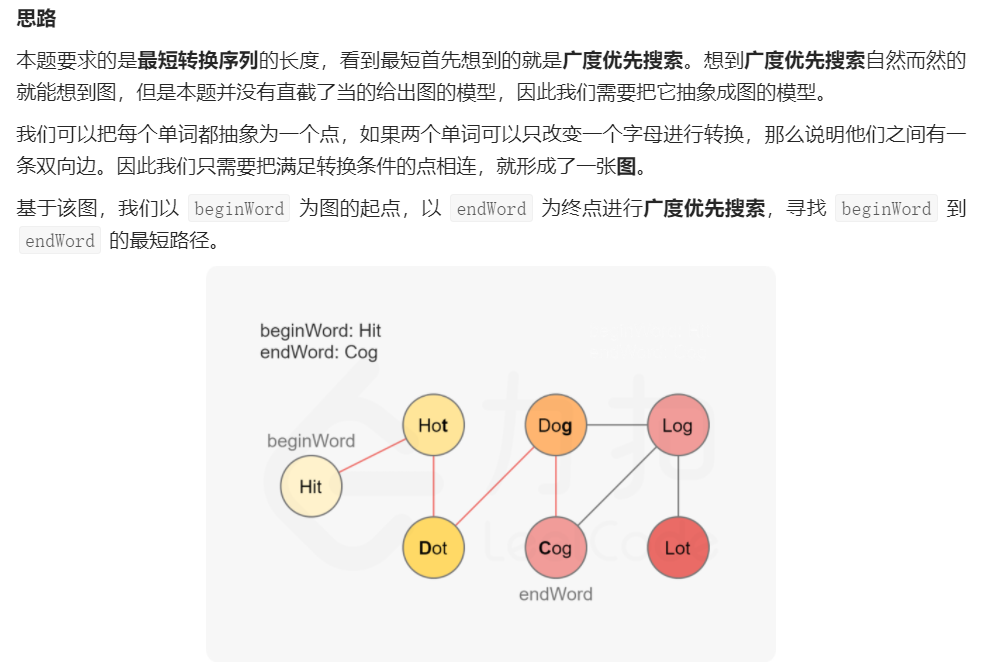 思路
本题要求的是最短转换序列的长度，看到最短首先想到的就是广度优先搜索。想到广度优先搜索自然而然的
就能想到图，但是本题并没有直截了当的给出图的模型，因此我们需要把它抽象成图的模型。
我们可以把每个单词都抽象为一个点，如果两个单词可以只改变一个字母进行转换，那么说明他们之间有一
条双向边。因此我们只需要把满足转换条件的点相连，就形成了一张图。
基于该图，我们以 beginWord 为图的起点，以 endWord 为终点进行广度优先搜索，寻找 beginWord 到
endWord 的最短路径。
beginWord: Hit
endWord: Cog
Hot
Dog
Log
beginWord
Hit
Dot
Cog
Lot
endWord
力扣
LeetCode